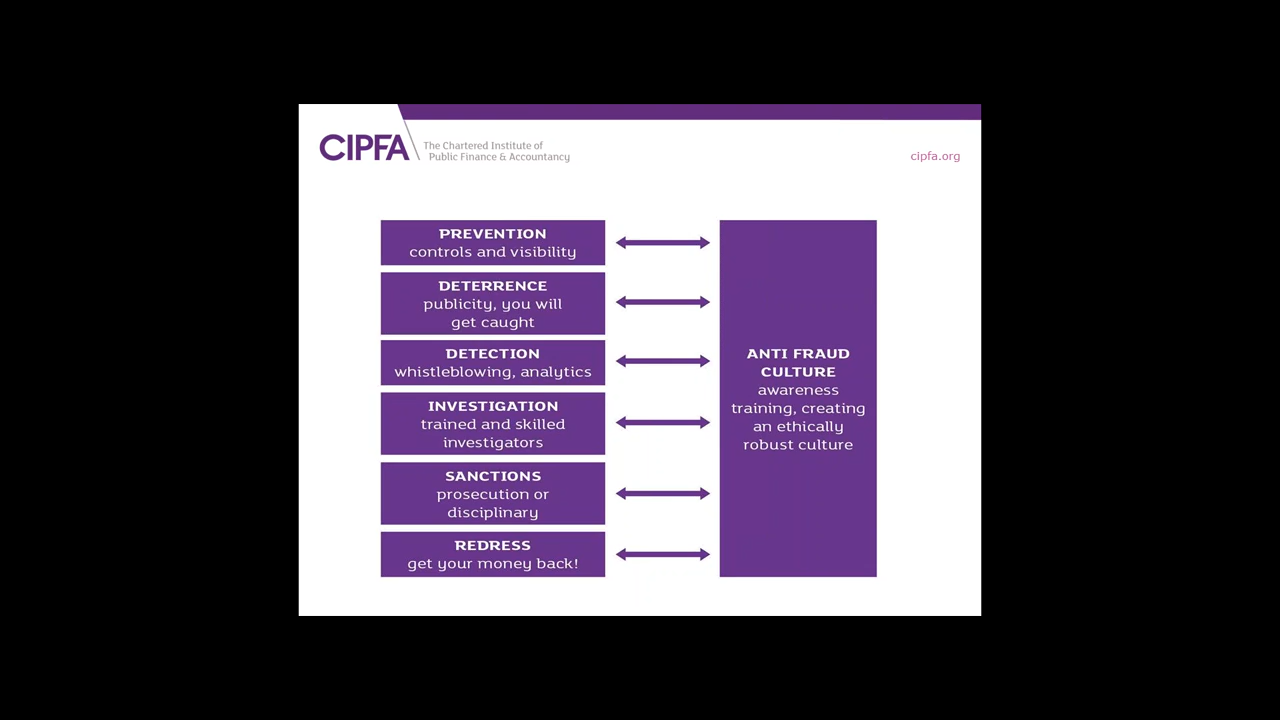 CIPFA
The Chartered Institute of
Public Finance & Accountancy
cipfa.org
PREVENTION
controls and visibility
DETERRENCE
publicity, you will
get caught
DETECTION
whistleblowing, analytics
INVESTIGATION
trained and skilled
investigators
SANCTIONS
prosecution or
disciplinary
REDRESS
get your money back!
ANTI FRAUD
CULTURE
awareness
training, creating
an ethically
robust culture